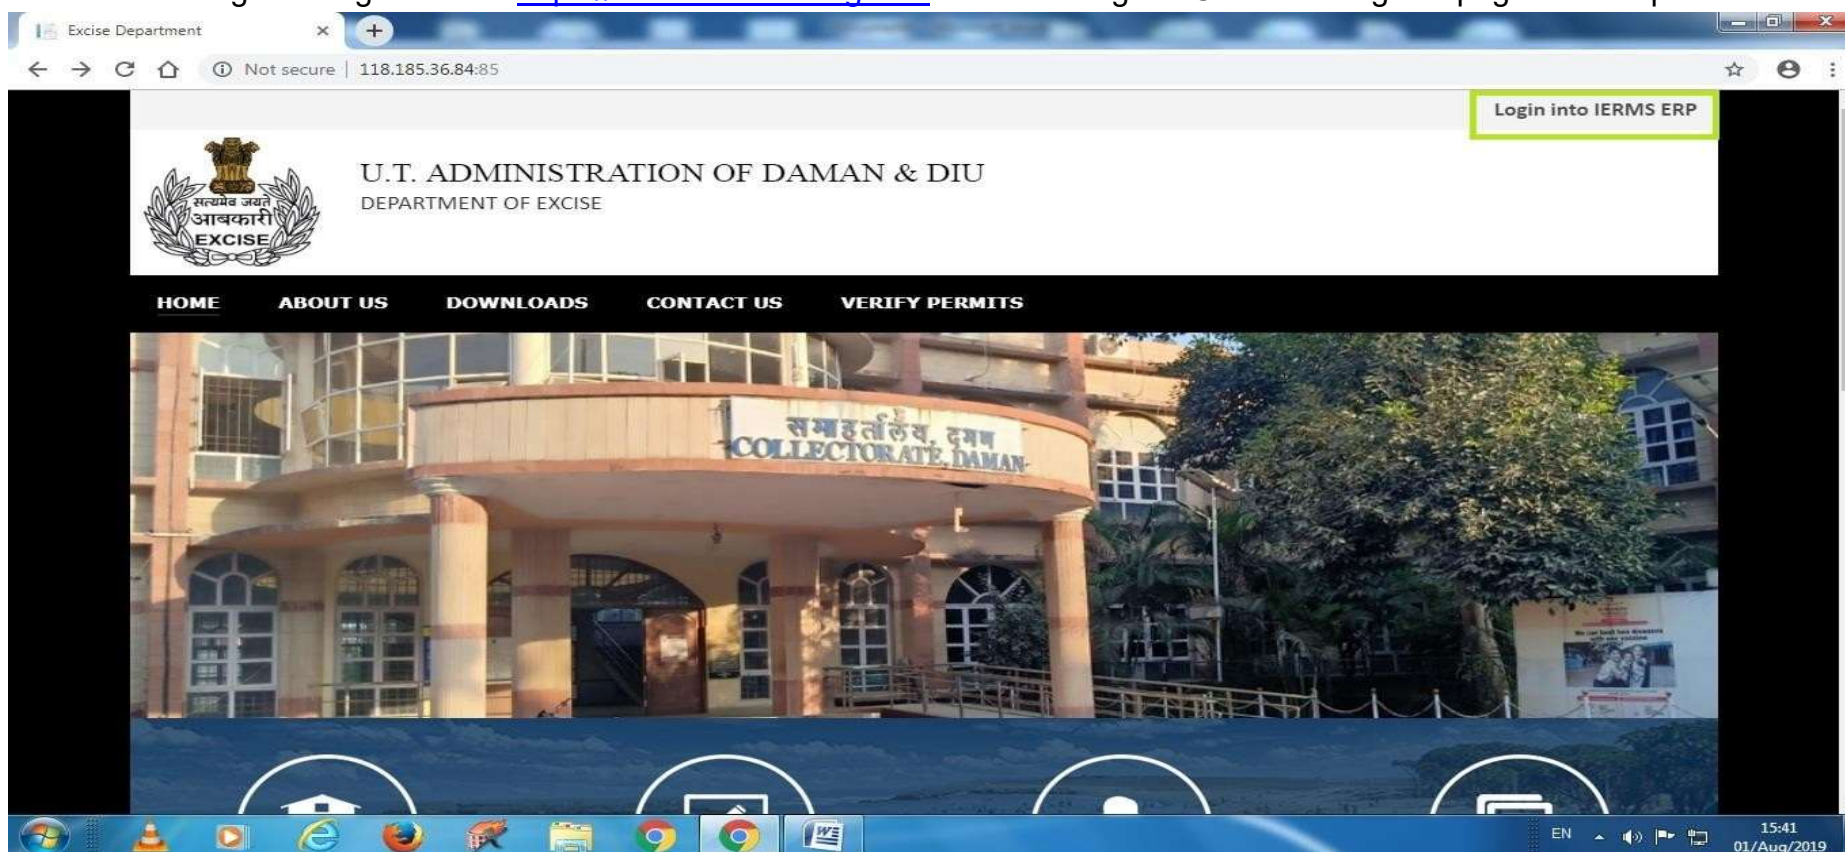 Excise Department
Not secure | 118.185.36.84:85
Login into IERMS ERP
सत्यमेव जयते
आबकारी
EXCISE
U.T. ADMINISTRATION OF DAMAN & DIU
DEPARTMENT OF EXCISE
HOME ABOUT US DOWNLOADS CONTACT US VERIFY PERMITS
समाहर्तालय, दमण
COLLECTORATE, DAMAN
We can
EN
15:41
01/Aug/2019